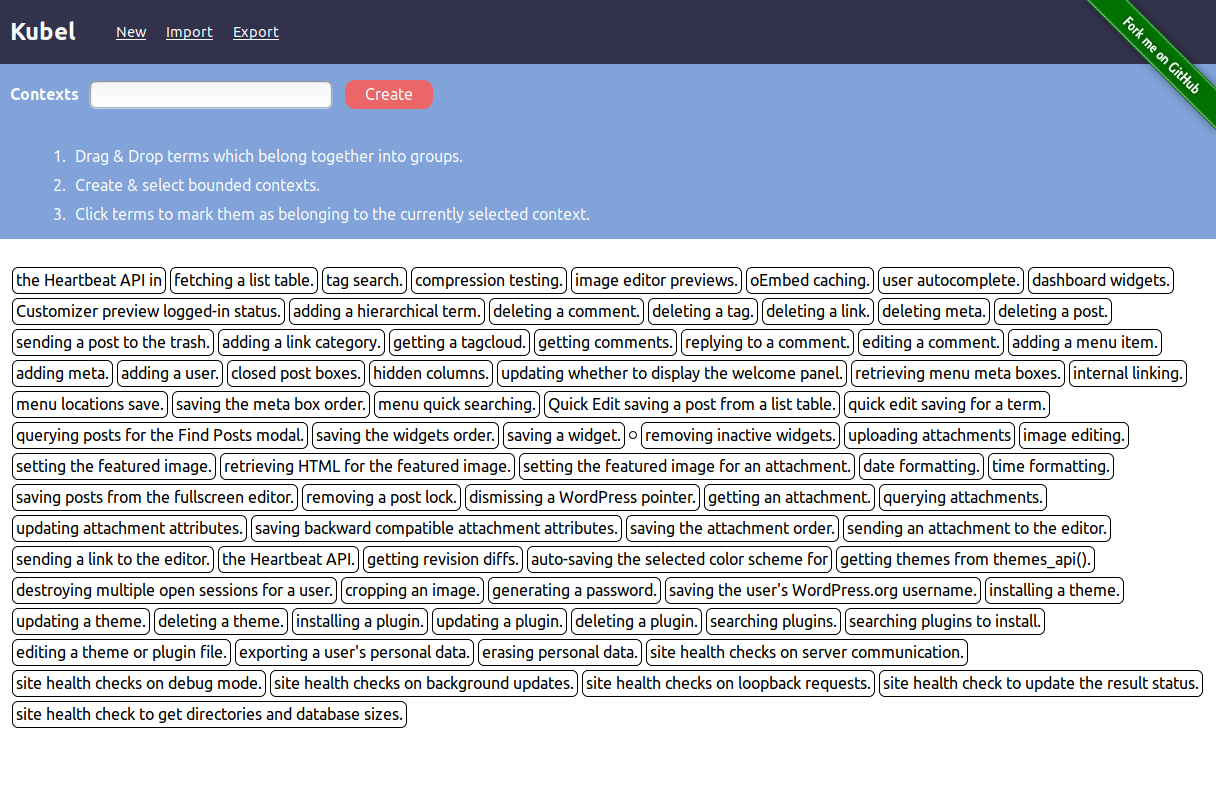 Kubel New Import Export
Fork me on GitHub
Contexts Create
1. Drag & Drop terms which belong together into groups.
2. Create & select bounded contexts.
3. Click terms to mark them as belonging to the currently selected context.
the Heartbeat API in fetching a list table. tag search. compression testing. image editor previews. oEmbed caching. user autocomplete. dashboard widgets.
Customizer preview logged-in status. adding a hierarchical term. deleting a comment. deleting a tag. deleting a link. deleting meta. deleting a post.
sending a post to the trash. adding a link category. getting a tagcloud. getting comments. replying to a comment. editing a comment. adding a menu item.
adding meta. adding a user. closed post boxes. hidden columns. updating whether to display the welcome panel. retrieving menu meta boxes. internal linking.
menu locations save. saving the meta box order. menu quick searching. Quick Edit saving a post from a list table. quick edit saving for a term.
querying posts for the Find Posts modal. saving the widgets order. saving a widget. removing inactive widgets. uploading attachments image editing.
setting the featured image. retrieving HTML for the featured image. setting the featured image for an attachment. date formatting. time formatting.
saving posts from the fullscreen editor. removing a post lock. dismissing a WordPress pointer. getting an attachment. querying attachments.
updating attachment attributes. saving backward compatible attachment attributes. saving the attachment order. sending an attachment to the editor.
sending a link to the editor. the Heartbeat API. getting revision diffs. auto-saving the selected color scheme for getting themes from themes_api().
destroying multiple open sessions for a user. cropping an image. generating a password. saving the user's WordPress.org username. installing a theme.
updating a theme. deleting a theme. installing a plugin. updating a plugin. deleting a plugin. searching plugins. searching plugins to install.
editing a theme or plugin file. exporting a user's personal data. erasing personal data. site health checks on server communication.
site health checks on debug mode. site health checks on background updates. site health checks on loopback requests. site health check to update the result status.
site health check to get directories and database sizes.